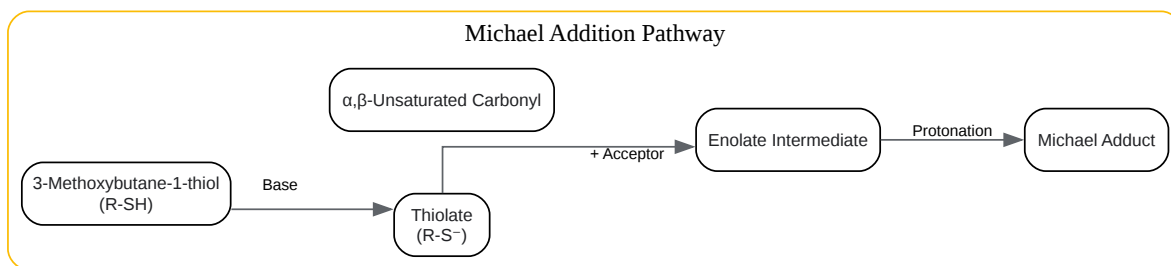 Michael Addition Pathway
α,β-Unsaturated Carbonyl
3-Methoxybutane-1-thiol
(R-SH)
Base
Thiolate
(R-S⁻)
+ Acceptor
Enolate Intermediate
Protonation
Michael Adduct